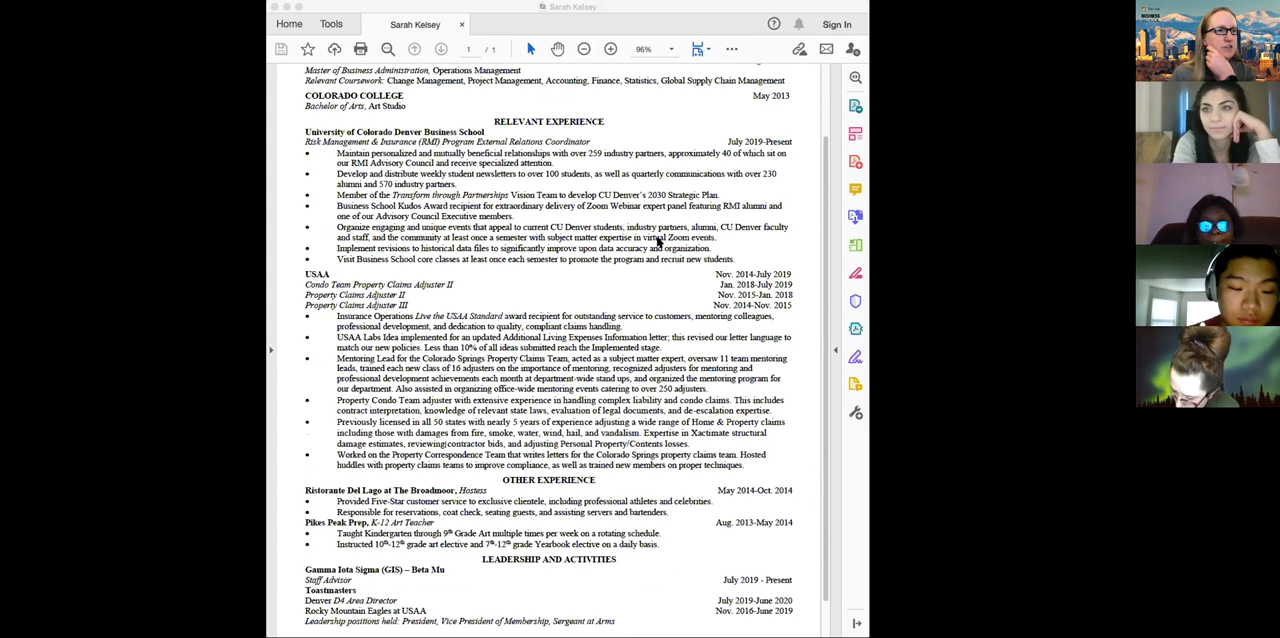 Sarah Kelsey
Home Tools Sarah Kelsey × Sign In
1 / 1 96%
Master of Business Administration, Operations Management
Relevant Coursework: Change Management, Project Management, Accounting, Finance, Statistics, Global Supply Chain Management
COLORADO COLLEGE May 2013
Bachelor of Arts, Art Studio
RELEVANT EXPERIENCE
University of Colorado Denver Business School
Risk Management & Insurance (RMI) Program External Relations Coordinator July 2019-Present
• Maintain personalized and mutually beneficial relationships with over 259 industry partners, approximately 40 of which sit on
our RMI Advisory Council and receive specialized attention.
• Develop and distribute weekly student newsletters to over 100 students, as well as quarterly communications with over 230
alumni and 570 industry partners.
• Member of the Transform through Partnerships Vision Team to develop CU Denver's 2030 Strategic Plan.
• Business School Kudos Award recipient for extraordinary delivery of Zoom Webinar expert panel featuring RMI alumni and
one of our Advisory Council Executive members.
• Organize engaging and unique events that appeal to current CU Denver students, industry partners, alumni, CU Denver faculty
and staff, and the community at least once a semester with subject matter expertise in virtual Zoom events.
• Implement revisions to historical data files to significantly improve upon data accuracy and organization.
• Visit Business School core classes at least once each semester to promote the program and recruit new students.
USAA Nov. 2014-July 2019
Condo Team Property Claims Adjuster II Jan. 2018-July 2019
Property Claims Adjuster II Nov. 2015-Jan. 2018
Property Claims Adjuster III Nov. 2014-Nov. 2015
• Insurance Operations Live the USAA Standard award recipient for outstanding service to customers, mentoring colleagues,
professional development, and dedication to quality, compliant claims handling.
• USAA Labs Idea implemented for an updated Additional Living Expenses Information letter; this revised our letter language to
match our new policies. Less than 10% of all ideas submitted reach the Implemented stage.
• Mentoring Lead for the Colorado Springs Property Claims Team, acted as a subject matter expert, oversaw 11 team mentoring
leads, trained each new class of 16 adjusters on the importance of mentoring, recognized adjusters for mentoring and
professional development achievements each month at department-wide stand ups, and organized the mentoring program for
our department. Also assisted in organizing office-wide mentoring events catering to over 250 adjusters.
• Property Condo Team adjuster with extensive experience in handling complex liability and condo claims. This includes
contract interpretation, knowledge of relevant state laws, evaluation of legal documents, and de-escalation expertise.
• Previously licensed in all 50 states with nearly 5 years of experience adjusting a wide range of Home & Property claims
including those with damages from fire, smoke, water, wind, hail, and vandalism. Expertise in Xactimate structural
damage estimates, reviewing contractor bids, and adjusting Personal Property/Contents losses.
• Worked on the Property Correspondence Team that writes letters for the Colorado Springs property claims team. Hosted
huddles with property claims teams to improve compliance, as well as trained new members on proper techniques.
OTHER EXPERIENCE
Ristorante Del Lago at The Broadmoor, Hostess May 2014-Oct. 2014
• Provided Five-Star customer service to exclusive clientele, including professional athletes and celebrities.
• Responsible for reservations, coat check, seating guests, and assisting servers and bartenders.
Pikes Peak Prep, K-12 Art Teacher Aug. 2013-May 2014
• Taught Kindergarten through 9th Grade Art multiple times per week on a rotating schedule.
• Instructed 10th-12th grade art elective and 7th-12th grade Yearbook elective on a daily basis.
LEADERSHIP AND ACTIVITIES
Gamma Iota Sigma (GIS) – Beta Mu
Staff Advisor July 2019 - Present
Toastmasters
Denver D4 Area Director July 2019-June 2020
Rocky Mountain Eagles at USAA Nov. 2016-June 2019
Leadership positions held: President, Vice President of Membership, Sergeant at Arms
BUSINESS